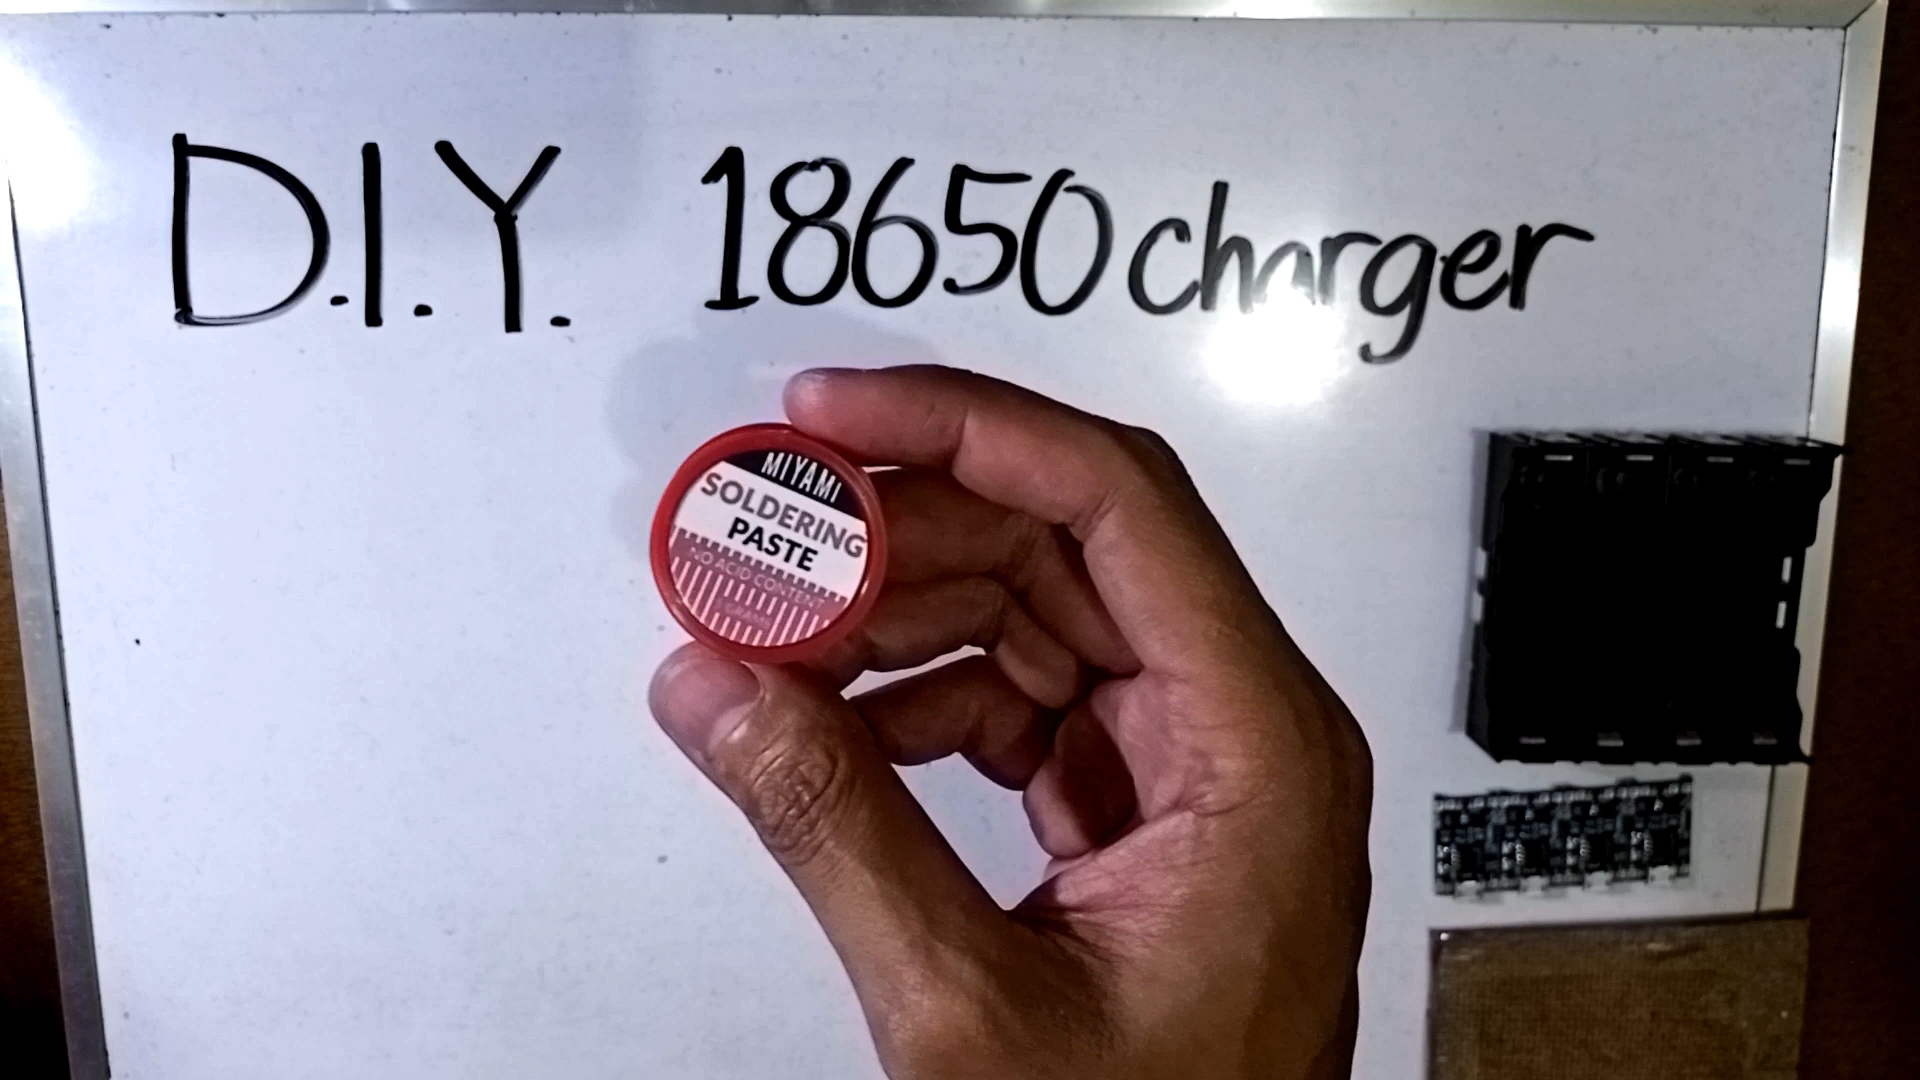 D.I.Y. 18650 charger
MIYAMI
SOLDERING
PASTE
NO ACID CONTENT